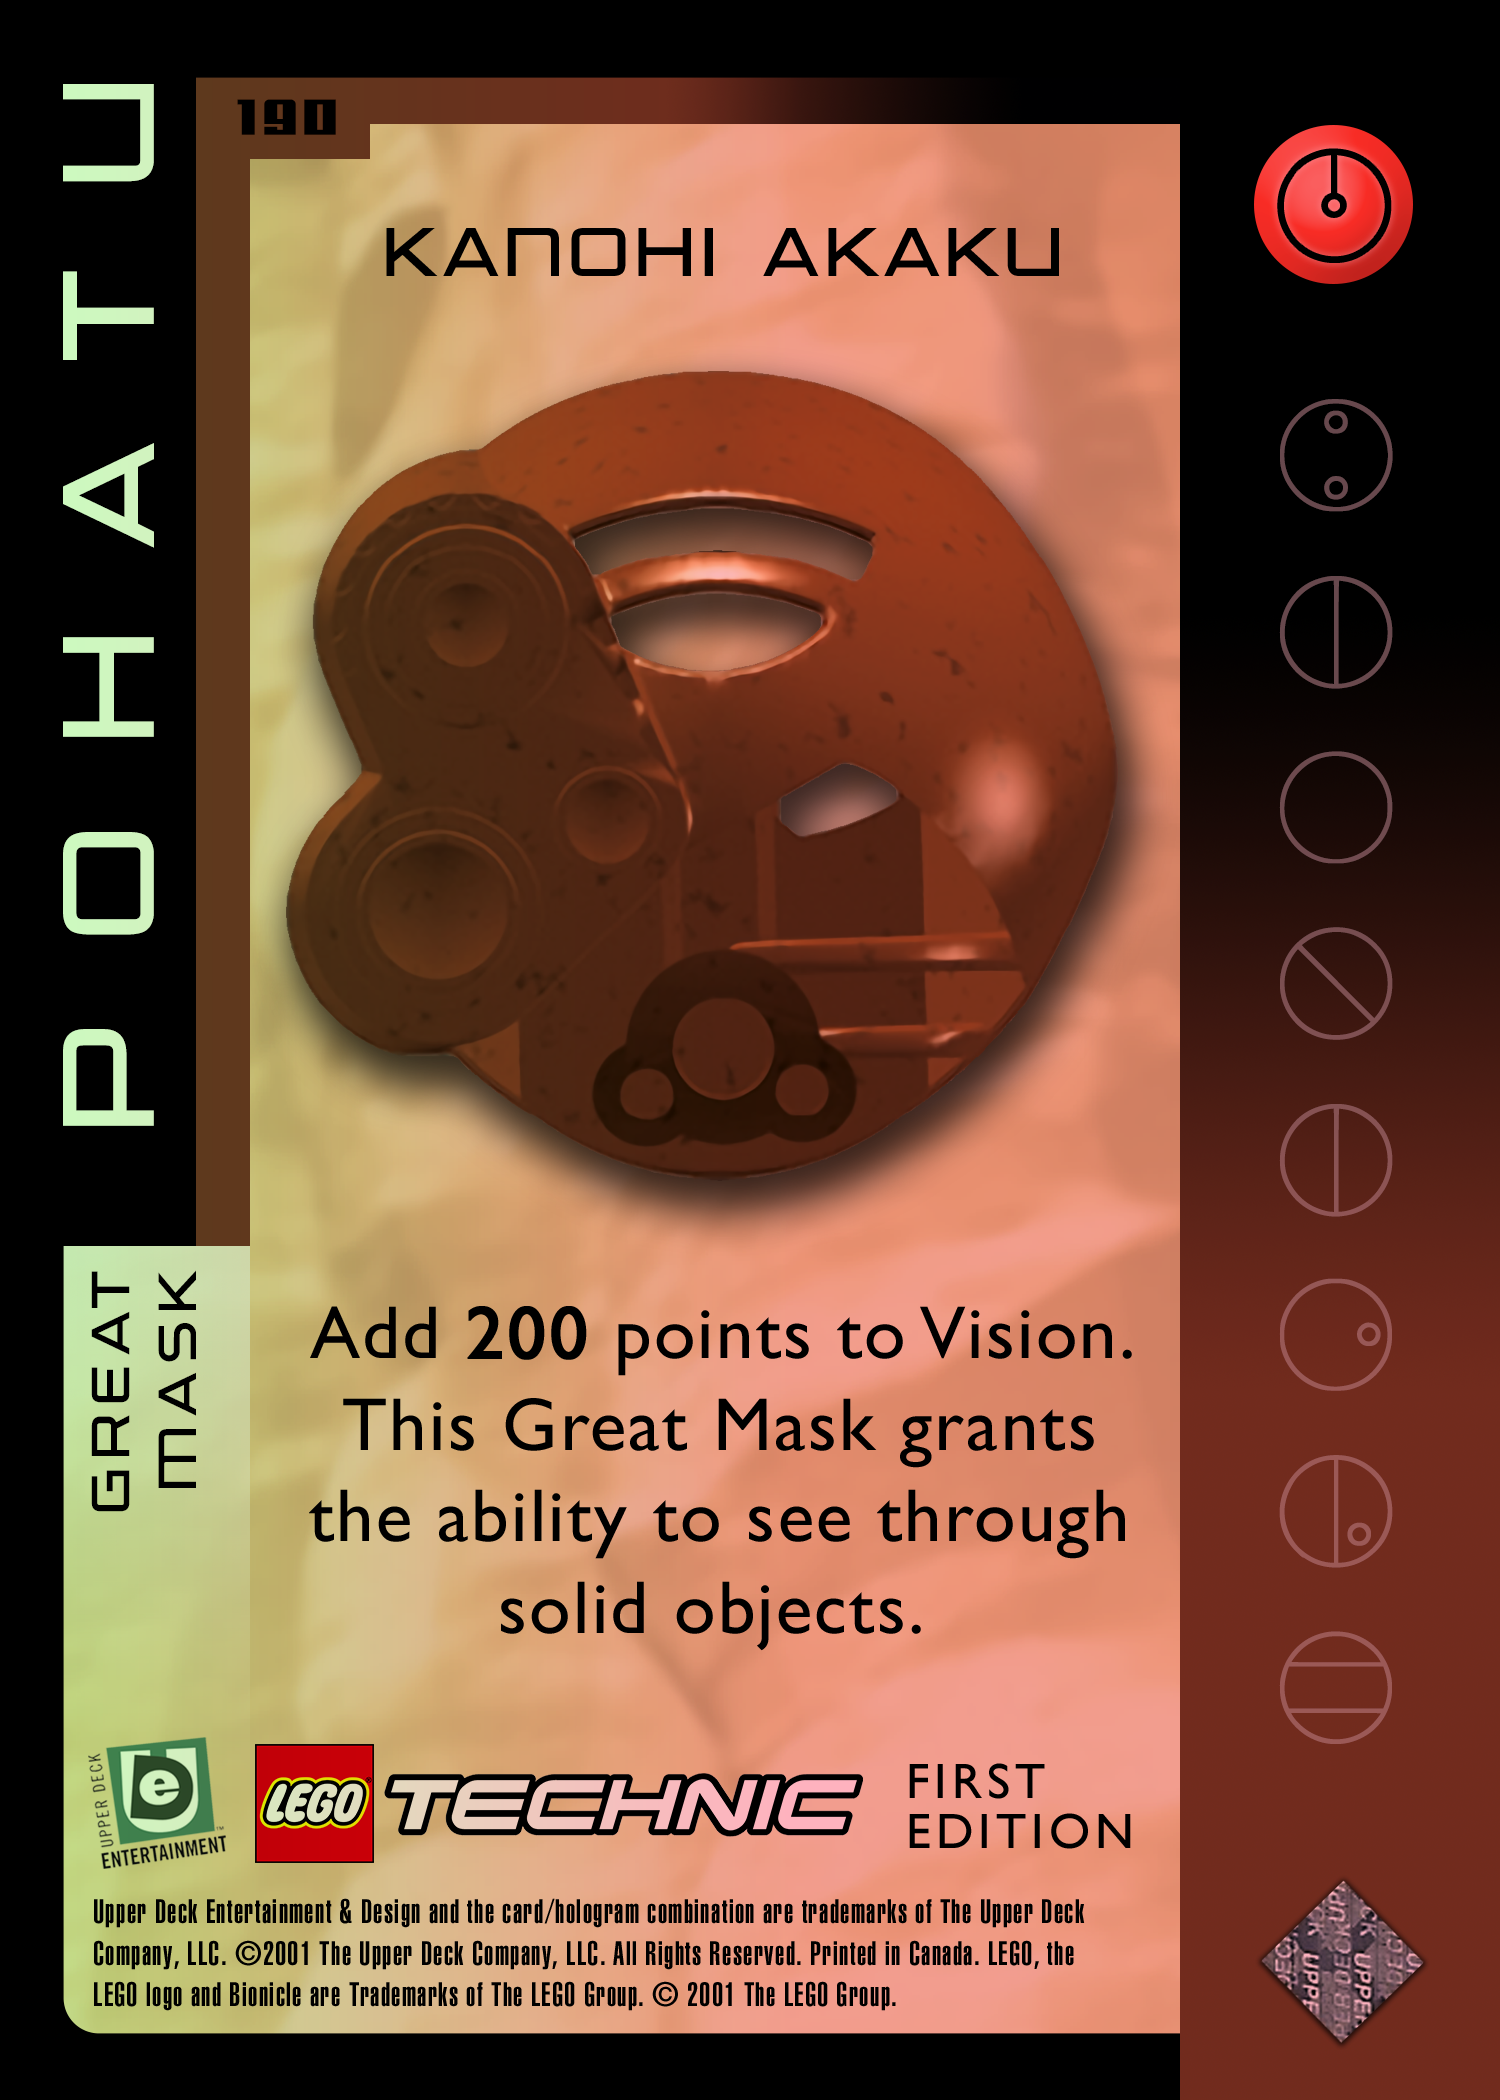 POHATU
190
KANOHI AKAKU
GREAT
MASK
Add 200 points to Vision.
This Great Mask grants
the ability to see through
solid objects.
UPPER DECK
e
ENTERTAINMENT™
LEGO TECHNIC
FIRST
EDITION
Upper Deck Entertainment & Design and the card/hologram combination are trademarks of The Upper Deck
Company, LLC. ©2001 The Upper Deck Company, LLC. All Rights Reserved. Printed in Canada. LEGO, the
LEGO logo and Bionicle are Trademarks of The LEGO Group. © 2001 The LEGO Group.